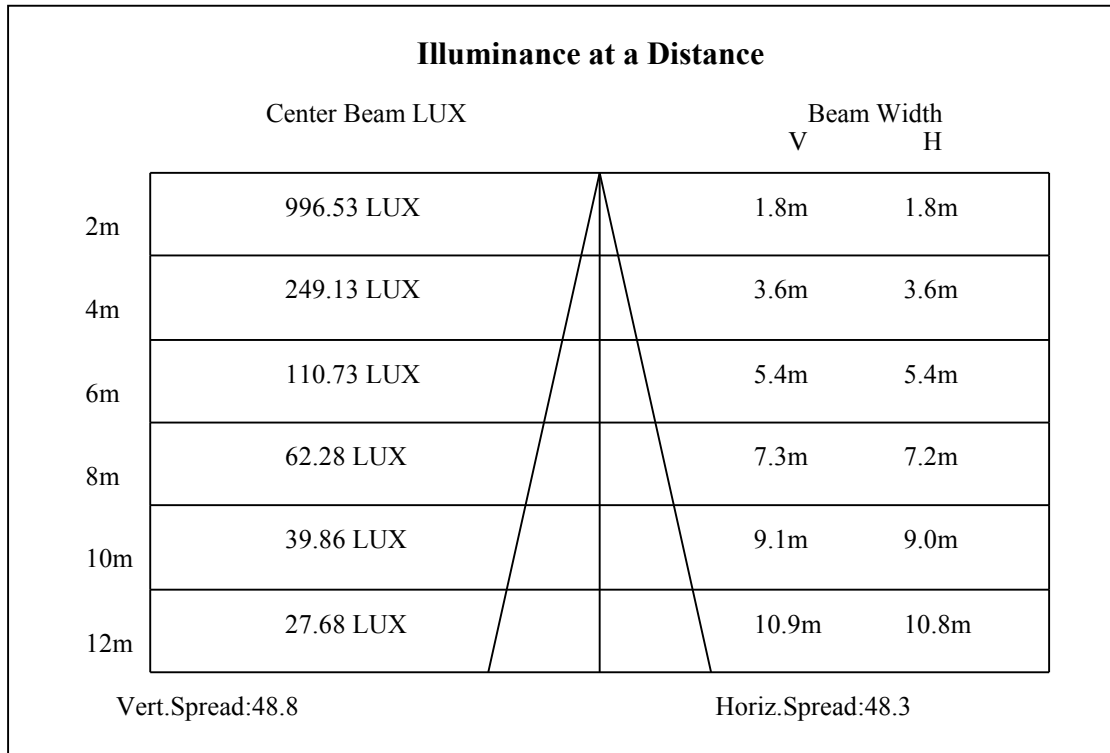 Illuminance at a Distance
Center Beam LUX Beam Width
V H
2m 996.53 LUX 1.8m 1.8m
4m 249.13 LUX 3.6m 3.6m
6m 110.73 LUX 5.4m 5.4m
8m 62.28 LUX 7.3m 7.2m
10m 39.86 LUX 9.1m 9.0m
12m 27.68 LUX 10.9m 10.8m
Vert.Spread:48.8 Horiz.Spread:48.3